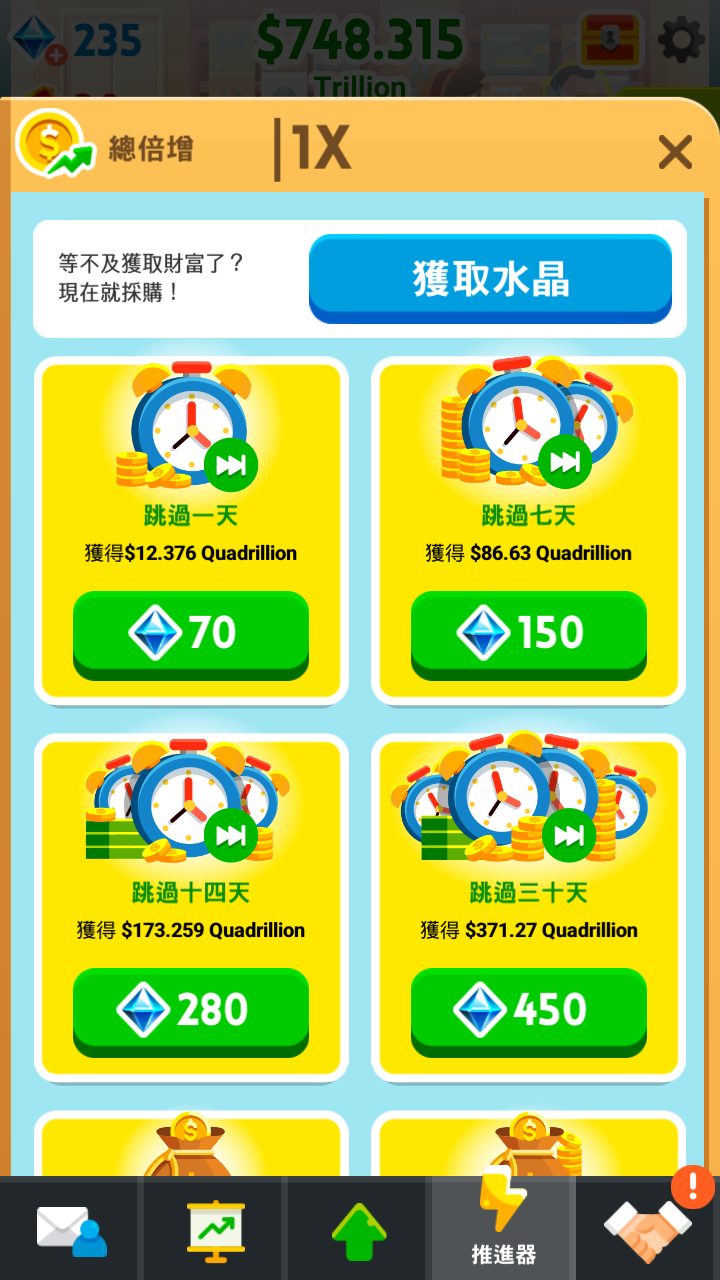 235
$748.315
Trillion
總倍增
1X
等不及獲取財富了？
現在就採購！
獲取水晶
跳過一天
獲得$12.376 Quadrillion
70
跳過七天
獲得 $86.63 Quadrillion
150
跳過十四天
獲得 $173.259 Quadrillion
280
跳過三十天
獲得 $371.27 Quadrillion
450
推進器